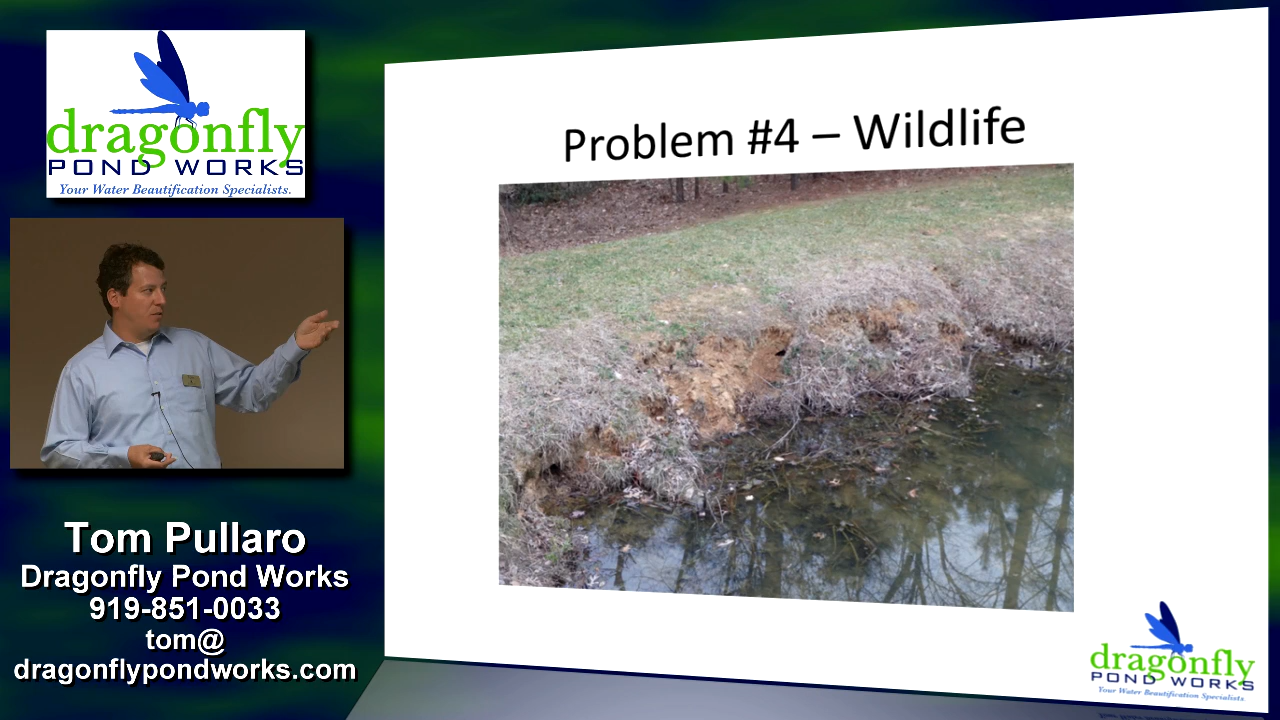 dragonfly
POND WORKS
Your Water Beautification Specialists.
Problem #4 – Wildlife
Tom Pullaro
Dragonfly Pond Works
919-851-0033
tom@
dragonflypondworks.com
dragonfly
POND WORKS
Your Water Beautification Specialists.